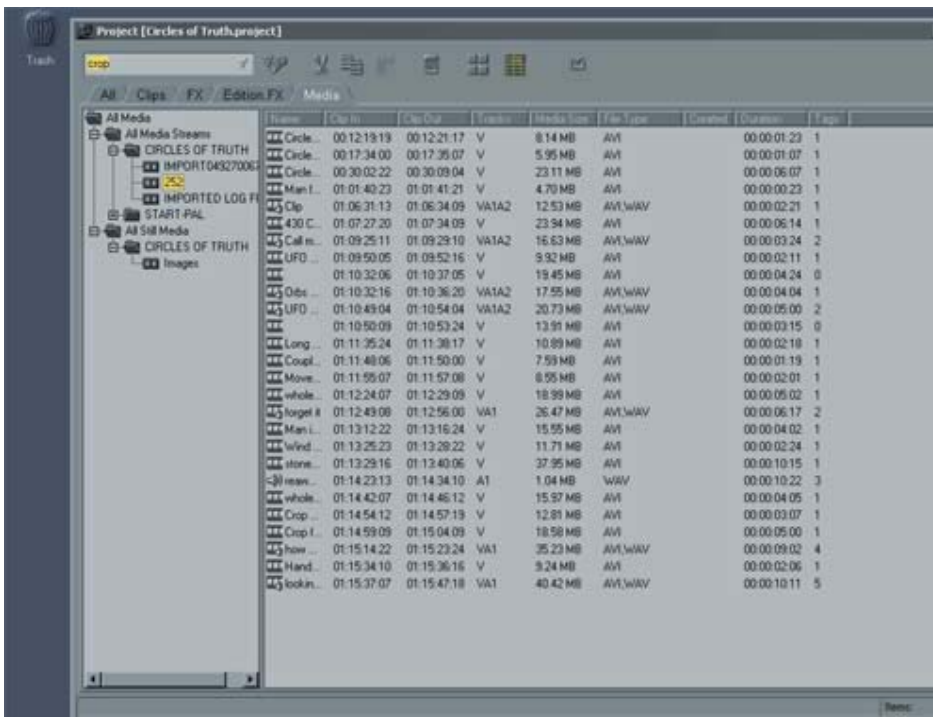 Project [Circles of Truth.project]
Trash
crop
All Clips FX Edition.FX Media
All Media
All Media Streams
CIRCLES OF TRUTH
252
START-PAL
All Still Media
CIRCLES OF TRUTH
Images
Name Clip In Clip Out Tracks Media Size File Type Created Duration Tags
Circle... 00:12:19:19 00:12:21:17 V 8.14 MB AVI 00:00:01:23 1
Circle... 00:17:34:00 00:17:35:07 V 5.95 MB AVI 00:00:01:07 1
Circle... 00:30:02:22 00:30:09:04 V 23.11 MB AVI 00:00:06:07 1
Man I... 01:01:40:23 01:01:41:21 V 4.70 MB AVI 00:00:00:23 1
Clip 01:06:31:13 01:06:34:09 VA1A2 12.53 MB AVI,WAV 00:00:02:21 1
430 C... 01:07:27:20 01:07:34:09 V 23.94 MB AVI 00:00:06:14 1
Call m... 01:09:25:11 01:09:29:10 VA1A2 16.63 MB AVI,WAV 00:00:03:24 2
UFO ... 01:09:50:05 01:09:52:16 V 9.92 MB AVI 00:00:02:11 1
01:10:32:06 01:10:37:05 V 19.45 MB AVI 00:00:04:24 0
Orbs ... 01:10:32:16 01:10:36:20 VA1A2 17.55 MB AVI,WAV 00:00:04:04 1
UFO ... 01:10:49:04 01:10:54:04 VA1A2 20.73 MB AVI,WAV 00:00:05:00 2
01:10:50:09 01:10:53:24 V 13.91 MB AVI 00:00:03:15 0
Long ... 01:11:35:24 01:11:38:17 V 10.89 MB AVI 00:00:02:18 1
Coupl... 01:11:48:06 01:11:50:00 V 7.59 MB AVI 00:00:01:19 1
Move... 01:11:55:07 01:11:57:08 V 8.55 MB AVI 00:00:02:01 1
whole... 01:12:24:07 01:12:29:09 V 18.99 MB AVI 00:00:05:02 1
forget it 01:12:49:08 01:12:56:00 VA1 26.47 MB AVI,WAV 00:00:06:17 2
Man i... 01:13:12:22 01:13:16:24 V 15.55 MB AVI 00:00:04:02 1
Wind ... 01:13:25:23 01:13:28:22 V 11.71 MB AVI 00:00:02:24 1
stone... 01:13:29:16 01:13:40:06 V 37.95 MB AVI 00:00:10:15 1
reaw... 01:14:23:13 01:14:34:10 A1 1.04 MB WAV 00:00:10:22 3
whole... 01:14:42:07 01:14:46:12 V 15.97 MB AVI 00:00:04:05 1
Crop ... 01:14:54:12 01:14:57:19 V 12.81 MB AVI 00:00:03:07 1
Crop f... 01:14:59:09 01:15:04:09 V 18.58 MB AVI 00:00:05:00 1
how ... 01:15:14:22 01:15:23:24 VA1 35.23 MB AVI,WAV 00:00:09:02 4
Hand... 01:15:34:10 01:15:36:16 V 9.24 MB AVI 00:00:02:06 1
lookin... 01:15:37:07 01:15:47:18 VA1 40.42 MB AVI,WAV 00:00:10:11 5
Items: